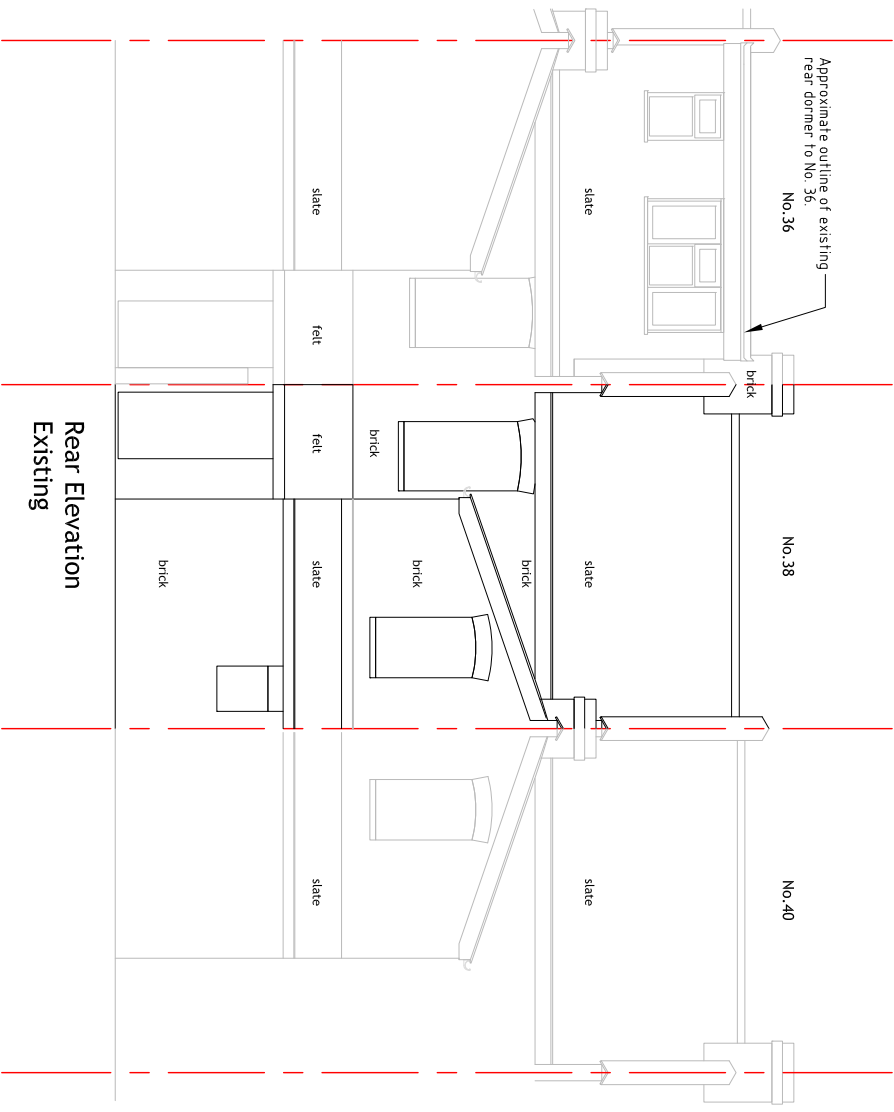 Approximate outline of existing
rear dormer to No. 36.
No.36
No.38
No.40
brick
slate
slate
slate
brick
brick
brick
slate
felt
felt
slate
slate
brick
Rear Elevation
Existing